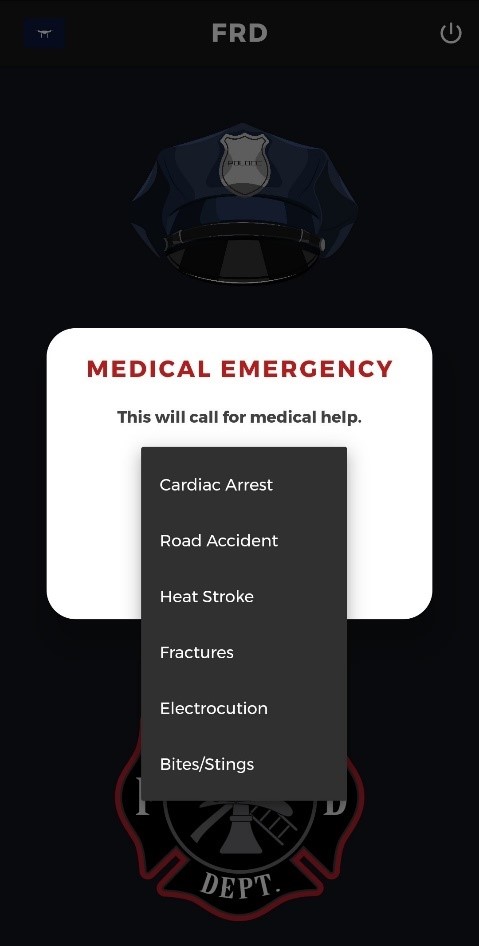 FRD
POLICE
MEDICAL EMERGENCY
This will call for medical help.
Cardiac Arrest
Road Accident
Heat Stroke
Fractures
Electrocution
Bites/Stings
D
DEPT.